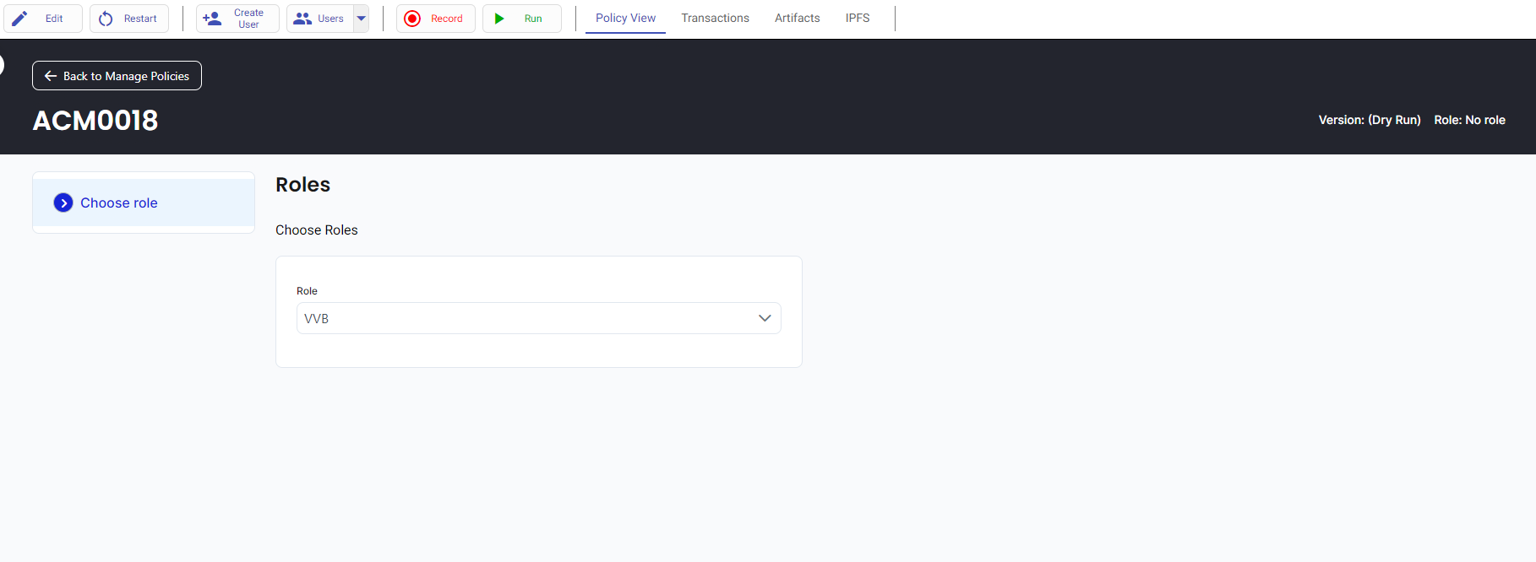 Edit
Restart
Create User
Users
Record
Run
Policy View
Transactions
Artifacts
IPFS
Back to Manage Policies
ACM0018
Version: (Dry Run)
Role: No role
Choose role
Roles
Choose Roles
Role
VVB